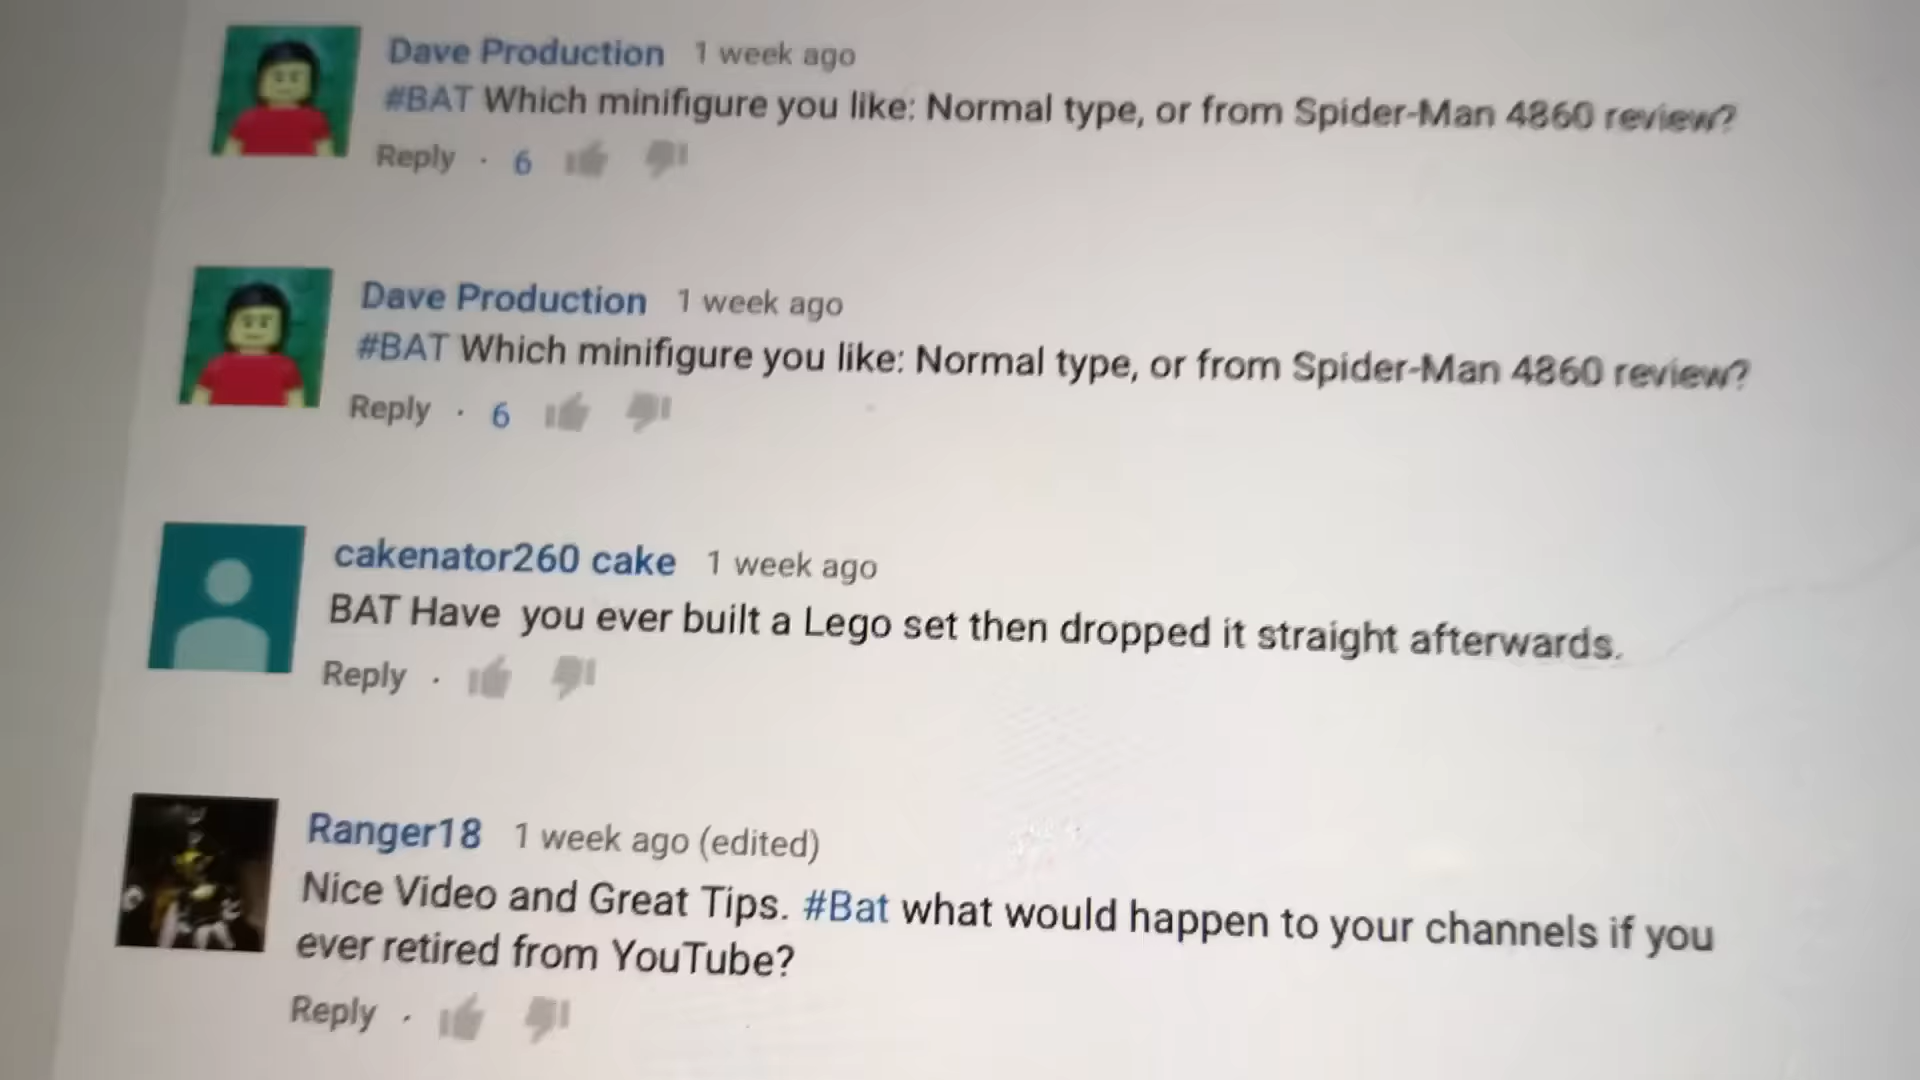 Dave Production 1 week ago
#BAT Which minifigure you like: Normal type, or from Spider-Man 4860 review?
Reply · 6
Dave Production 1 week ago
#BAT Which minifigure you like: Normal type, or from Spider-Man 4860 review?
Reply · 6
cakenator260 cake 1 week ago
BAT Have you ever built a Lego set then dropped it straight afterwards.
Reply ·
Ranger18 1 week ago (edited)
Nice Video and Great Tips. #Bat what would happen to your channels if you
ever retired from YouTube?
Reply ·